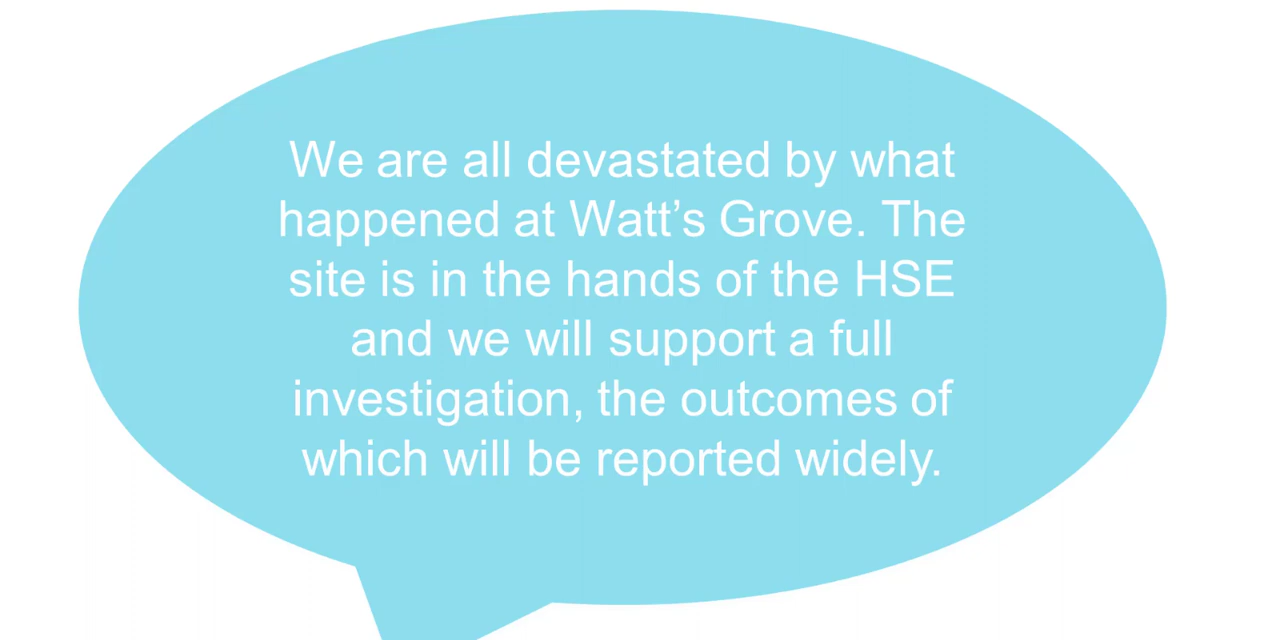 We are all devastated by what
happened at Watt’s Grove. The
site is in the hands of the HSE
and we will support a full
investigation, the outcomes of
which will be reported widely.